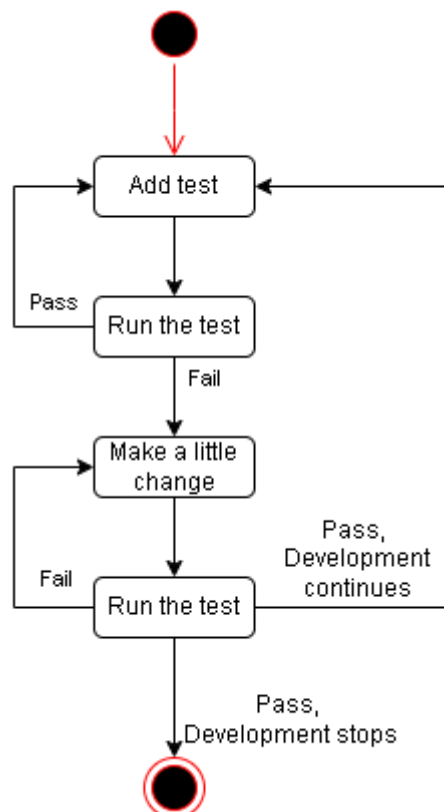 Add test
Pass
Run the test
Fail
Make a little
change
Pass,
Development
continues
Fail
Run the test
Pass,
Development stops